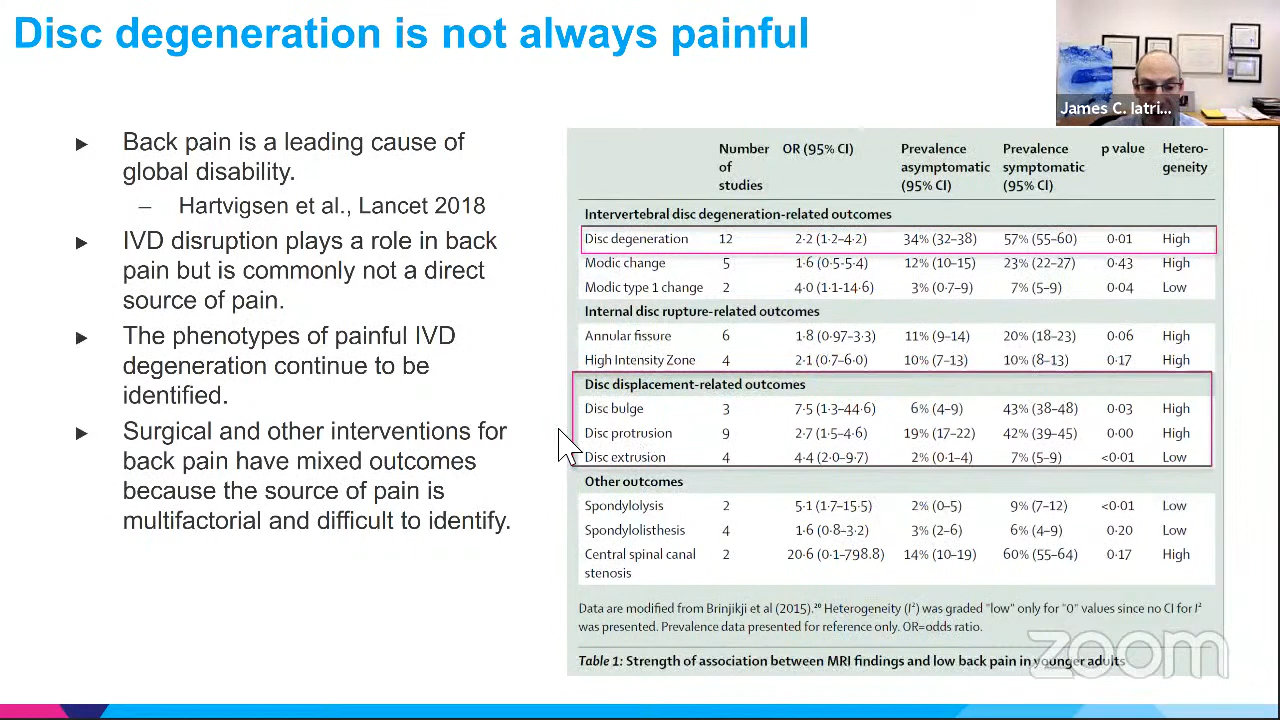 Disc degeneration is not always painful
James C. Iatri...
Back pain is a leading cause of
global disability.
– Hartvigsen et al., Lancet 2018
IVD disruption plays a role in back
pain but is commonly not a direct
source of pain.
The phenotypes of painful IVD
degeneration continue to be
identified.
Surgical and other interventions for
back pain have mixed outcomes
because the source of pain is
multifactorial and difficult to identify.
Number of studies OR (95% CI) Prevalence asymptomatic (95% CI) Prevalence symptomatic (95% CI) p value Hetero-geneity
Intervertebral disc degeneration-related outcomes
Disc degeneration 12 2·2 (1·2–4·2) 34% (32–38) 57% (55–60) 0·01 High
Modic change 5 1·6 (0·5-5·4) 12% (10–15) 23% (22–27) 0·43 High
Modic type 1 change 2 4·0 (1·1-14·6) 3% (0·7–9) 7% (5–9) 0·04 Low
Internal disc rupture-related outcomes
Annular fissure 6 1·8 (0·97–3·3) 11% (9–14) 20% (18–23) 0·06 High
High Intensity Zone 4 2·1 (0·7–6·0) 10% (7–13) 10% (8–13) 0·17 High
Disc displacement-related outcomes
Disc bulge 3 7·5 (1·3–44·6) 6% (4–9) 43% (38–48) 0·03 High
Disc protrusion 9 2·7 (1·5–4·6) 19% (17–22) 42% (39–45) 0·00 High
Disc extrusion 4 4·4 (2·0–9·7) 2% (0·1–4) 7% (5–9) <0·01 Low
Other outcomes
Spondylolysis 2 5·1 (1·7–15·5) 2% (0–5) 9% (7–12) <0·01 Low
Spondylolisthesis 4 1·6 (0·8–3·2) 3% (2–6) 6% (4–9) 0·20 Low
Central spinal canal 2 20·6 (0·1–798.8) 14% (10–19) 60% (55–64) 0·17 High
stenosis
Data are modified from Brinjikji et al (2015).²⁰ Heterogeneity (I²) was graded "low" only for "0" values since no CI for I²
was presented. Prevalence data presented for reference only. OR=odds ratio.
Table 1: Strength of association between MRI findings and low back pain in younger adults
zoom